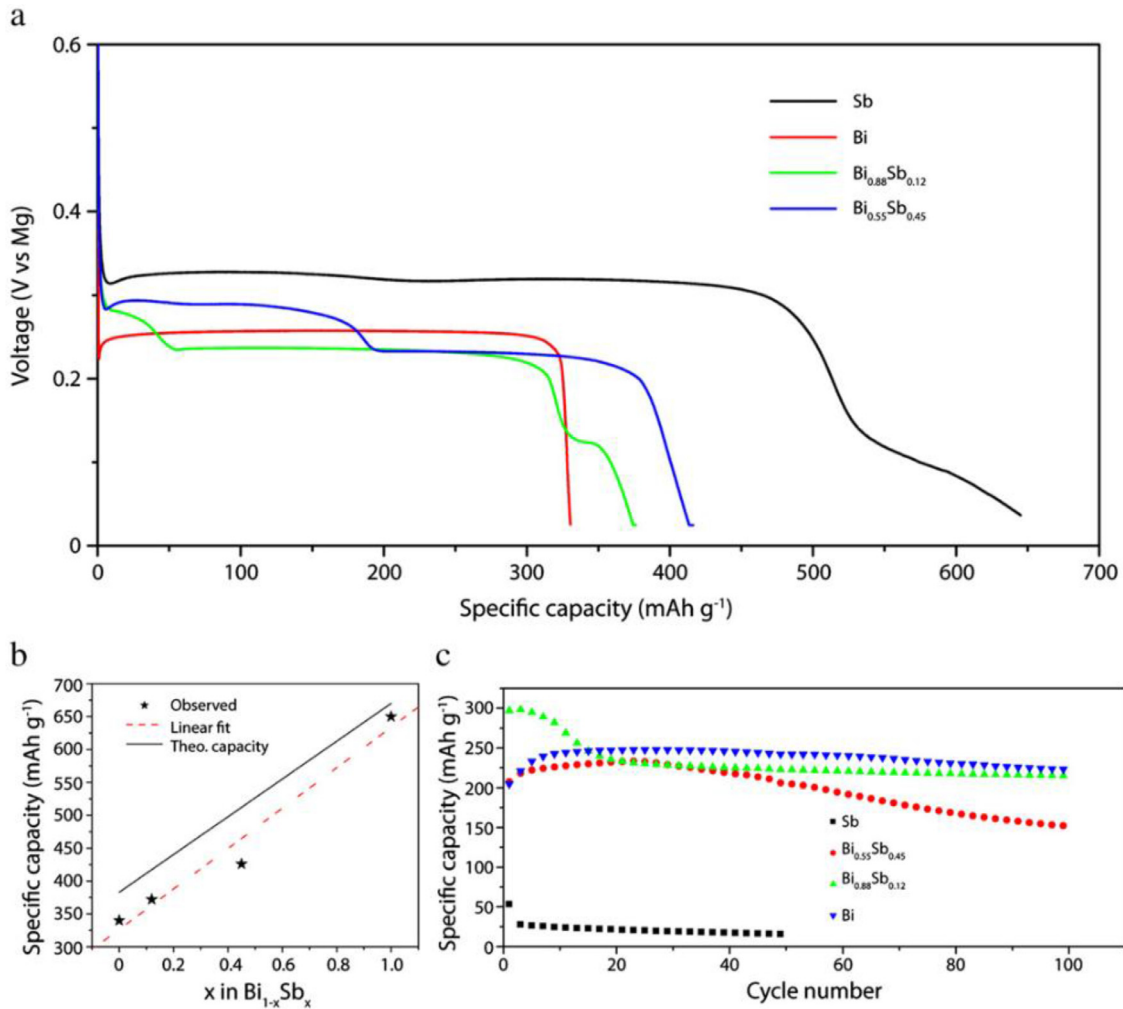 a
0.6
0.4
0.2
0
Voltage (V vs Mg)
Sb
Bi
Bi0.88Sb0.12
Bi0.55Sb0.45
0 100 200 300 400 500 600 700
Specific capacity (mAh g-1)
b
700
650
600
550
500
450
400
350
300
Specific capacity (mAh g-1)
Observed
Linear fit
Theo. capacity
0 0.2 0.4 0.6 0.8 1.0
x in Bi1-xSbx
c
300
250
200
150
100
50
0
Specific capacity (mAh g-1)
Sb
Bi0.55Sb0.45
Bi0.88Sb0.12
Bi
0 20 40 60 80 100
Cycle number